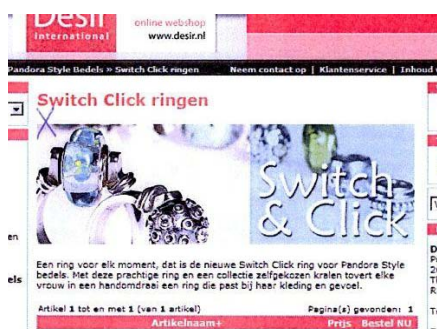 Desir
International
online webshop
www.desir.nl
Pandora Style Bedels » Switch Click ringen Neem contact op | Klantenservice | Inhoud
Switch Click ringen
Switch
& Click
en
Een ring voor elk moment, dat is de nieuwe Switch Click ring voor Pandora Style
bedels. Met deze prachtige ring en een collectie zelfgekozen kralen tovert elke
vrouw in een handomdraai een ring die past bij haar kleding en gevoel.
els
Artikel 1 tot en met 1 (van 1 artikel) Pagina(s) gevonden: 1
Artikelnaam+ Prijs Bestel NU